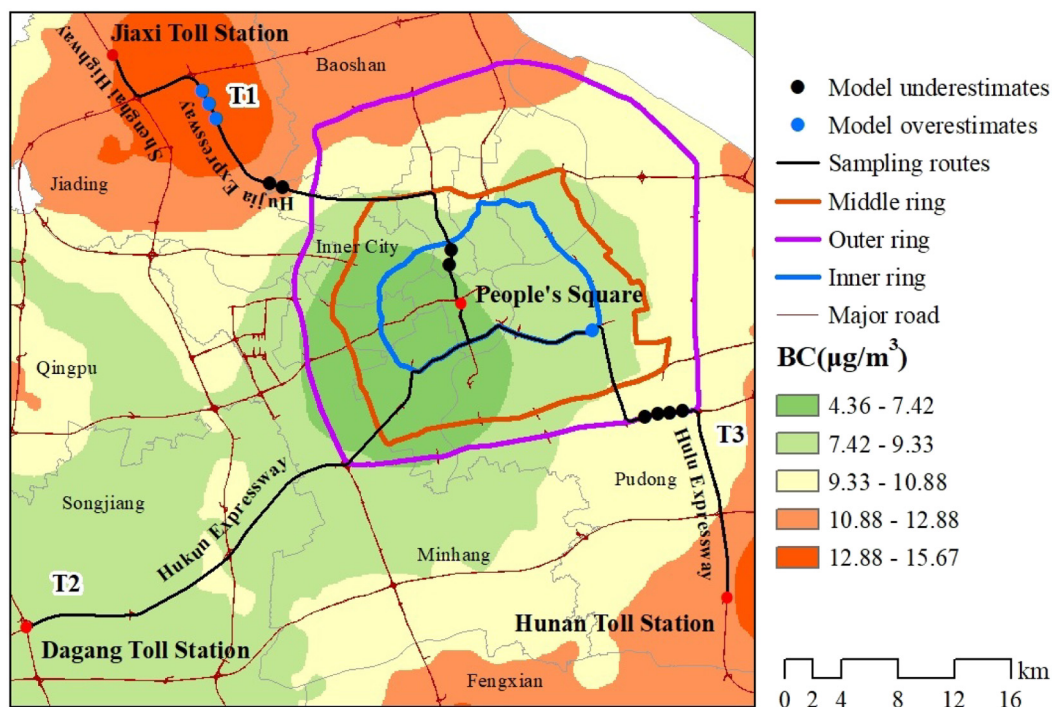 Jiaxi Toll Station
Baoshan
Shenghai Highway
T1
Hujia Expressway
Jiading
Inner City
People's Square
Qingpu
T3
Hulu Expressway
Pudong
Songjiang
Hukun Expressway
Minhang
T2
Hunan Toll Station
Dagang Toll Station
Fengxian
Model underestimates
Model overestimates
Sampling routes
Middle ring
Outer ring
Inner ring
Major road
BC(μg/m³)
4.36 - 7.42
7.42 - 9.33
9.33 - 10.88
10.88 - 12.88
12.88 - 15.67
km
0 2 4 8 12 16